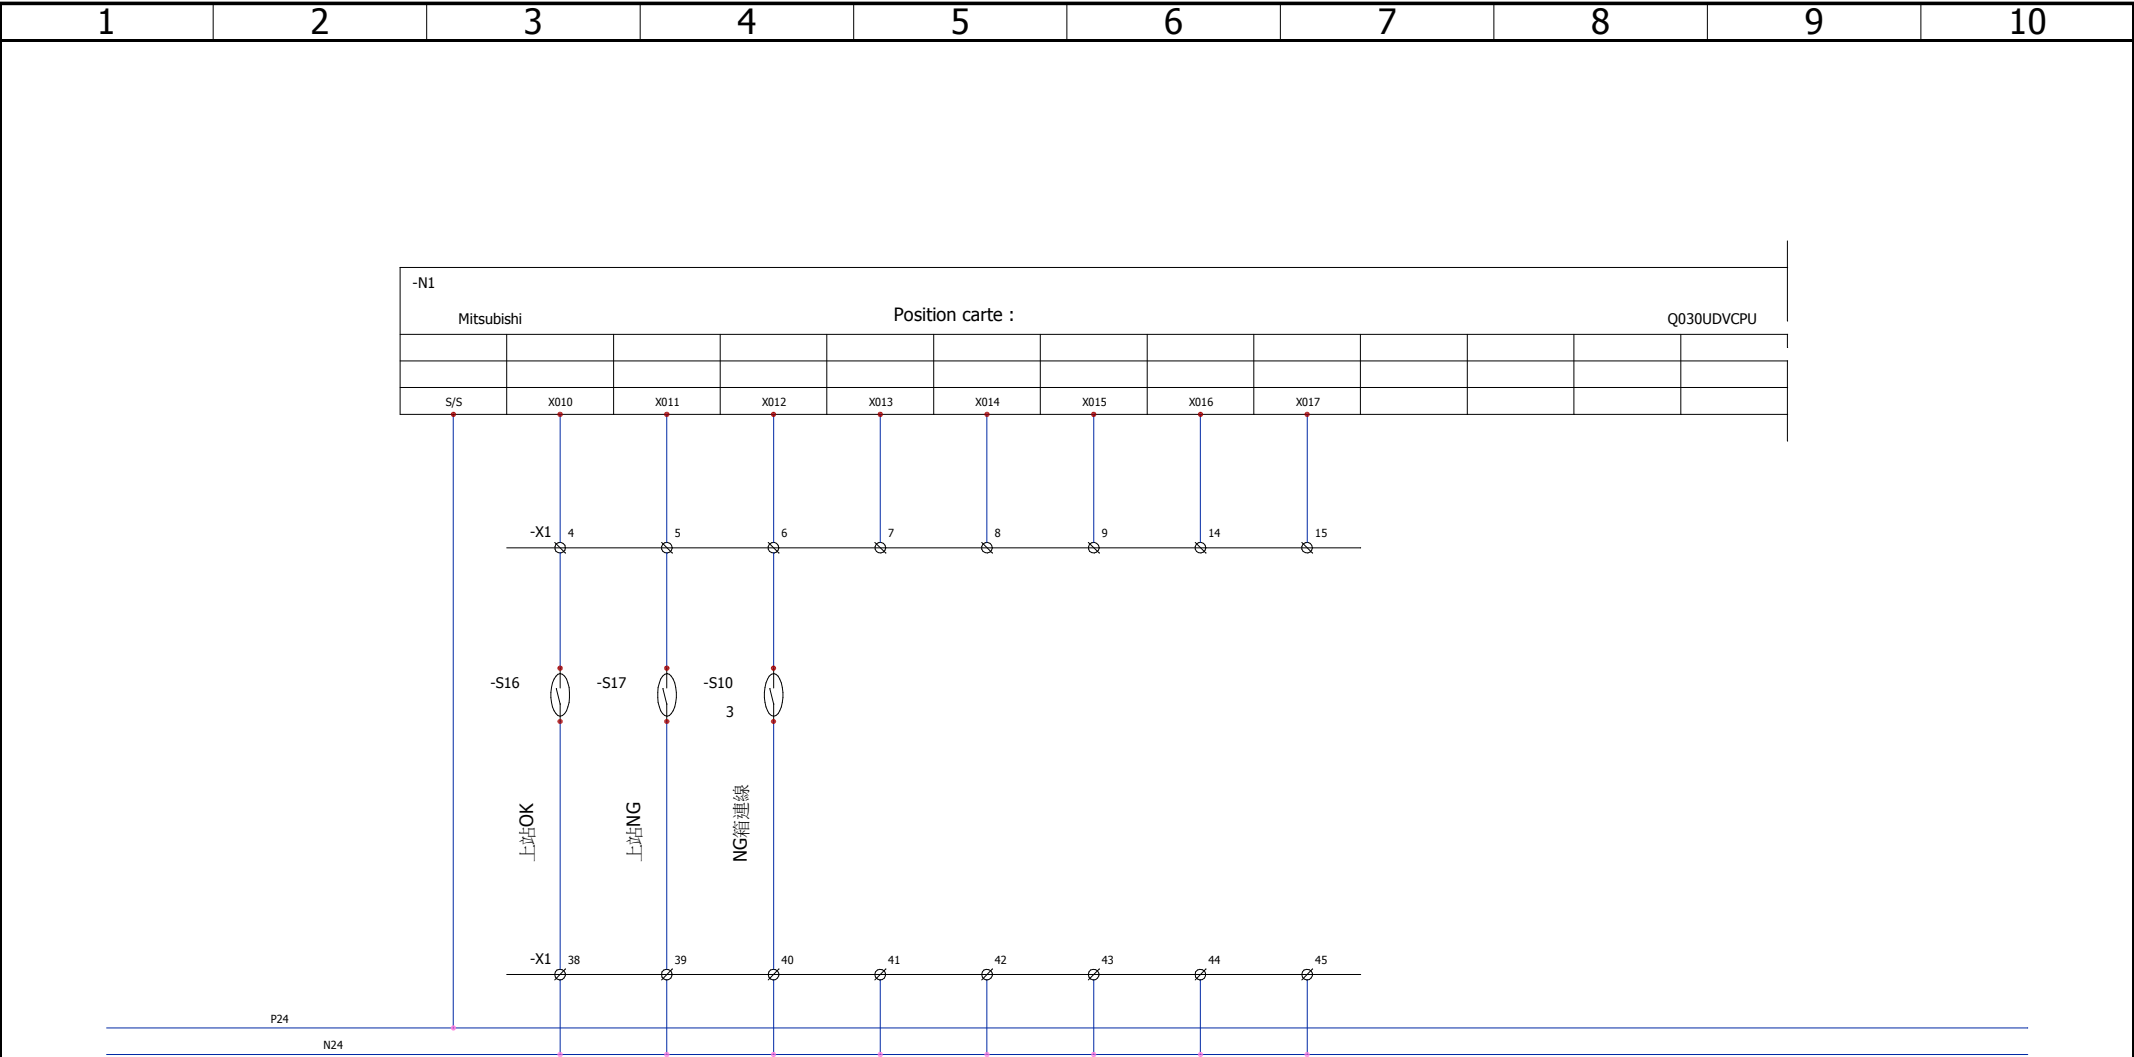 1 2 3 4 5 6 7 8 9 10
-N1
Mitsubishi Position carte : Q030UDVCPU
S/S X010 X011 X012 X013 X014 X015 X016 X017
-X1 4 5 6 7 8 9 14 15
-S16 -S17 -S10
3
上站OK 上站NG NG箱連線
-X1 38 39 40 41 42 43 44 45
P24
N24